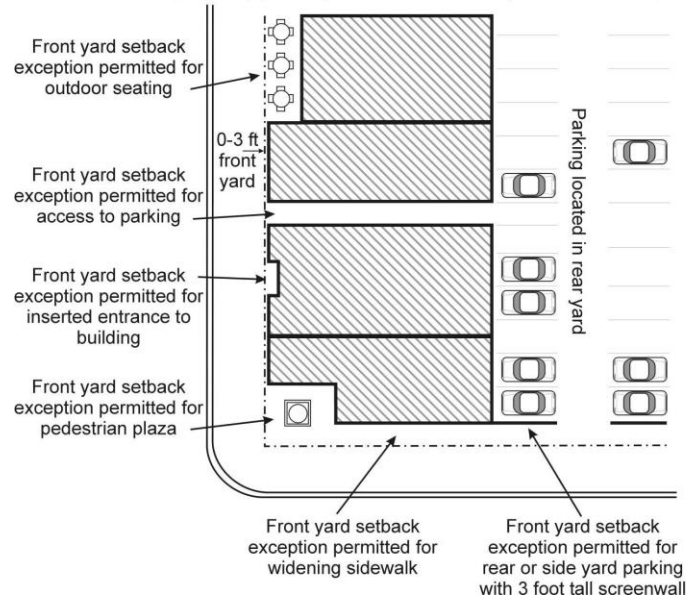 Front yard setback
exception permitted for
outdoor seating
0-3 ft
front
yard
Front yard setback
exception permitted for
access to parking
Front yard setback
exception permitted for
inserted entrance to
building
Front yard setback
exception permitted for
pedestrian plaza
Parking located in rear yard
Front yard setback
exception permitted for
widening sidewalk
Front yard setback
exception permitted for
rear or side yard parking
with 3 foot tall screenwall